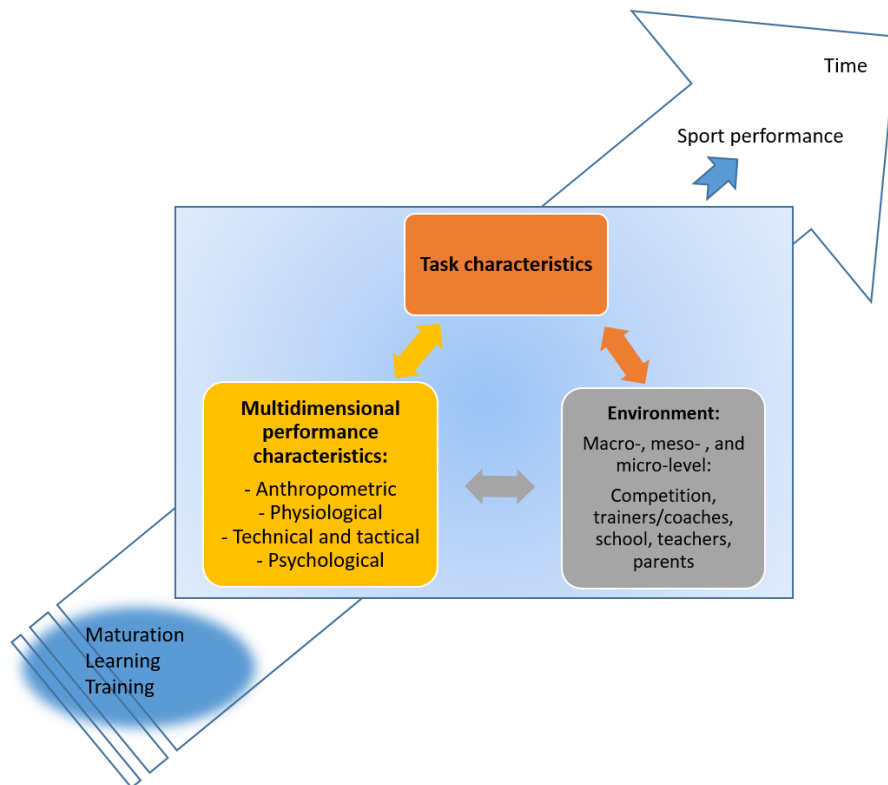 Time
Sport performance
Task characteristics
Multidimensional
performance
characteristics:
- Anthropometric
- Physiological
- Technical and tactical
- Psychological
Environment:
Macro-, meso- , and
micro-level:
Competition,
trainers/coaches,
school, teachers,
parents
Maturation
Learning
Training